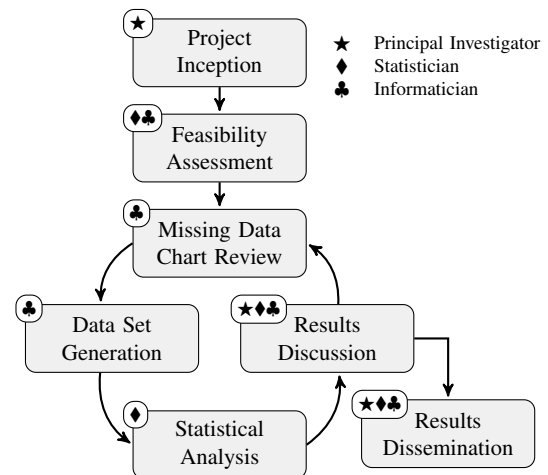 ★
Project
Inception
★ Principal Investigator
♦ Statistician
♣ Informatician
♦♣
Feasibility
Assessment
♣
Missing Data
Chart Review
♣
Data Set
Generation
★♦♣
Results
Discussion
♦
Statistical
Analysis
★♦♣
Results
Dissemination